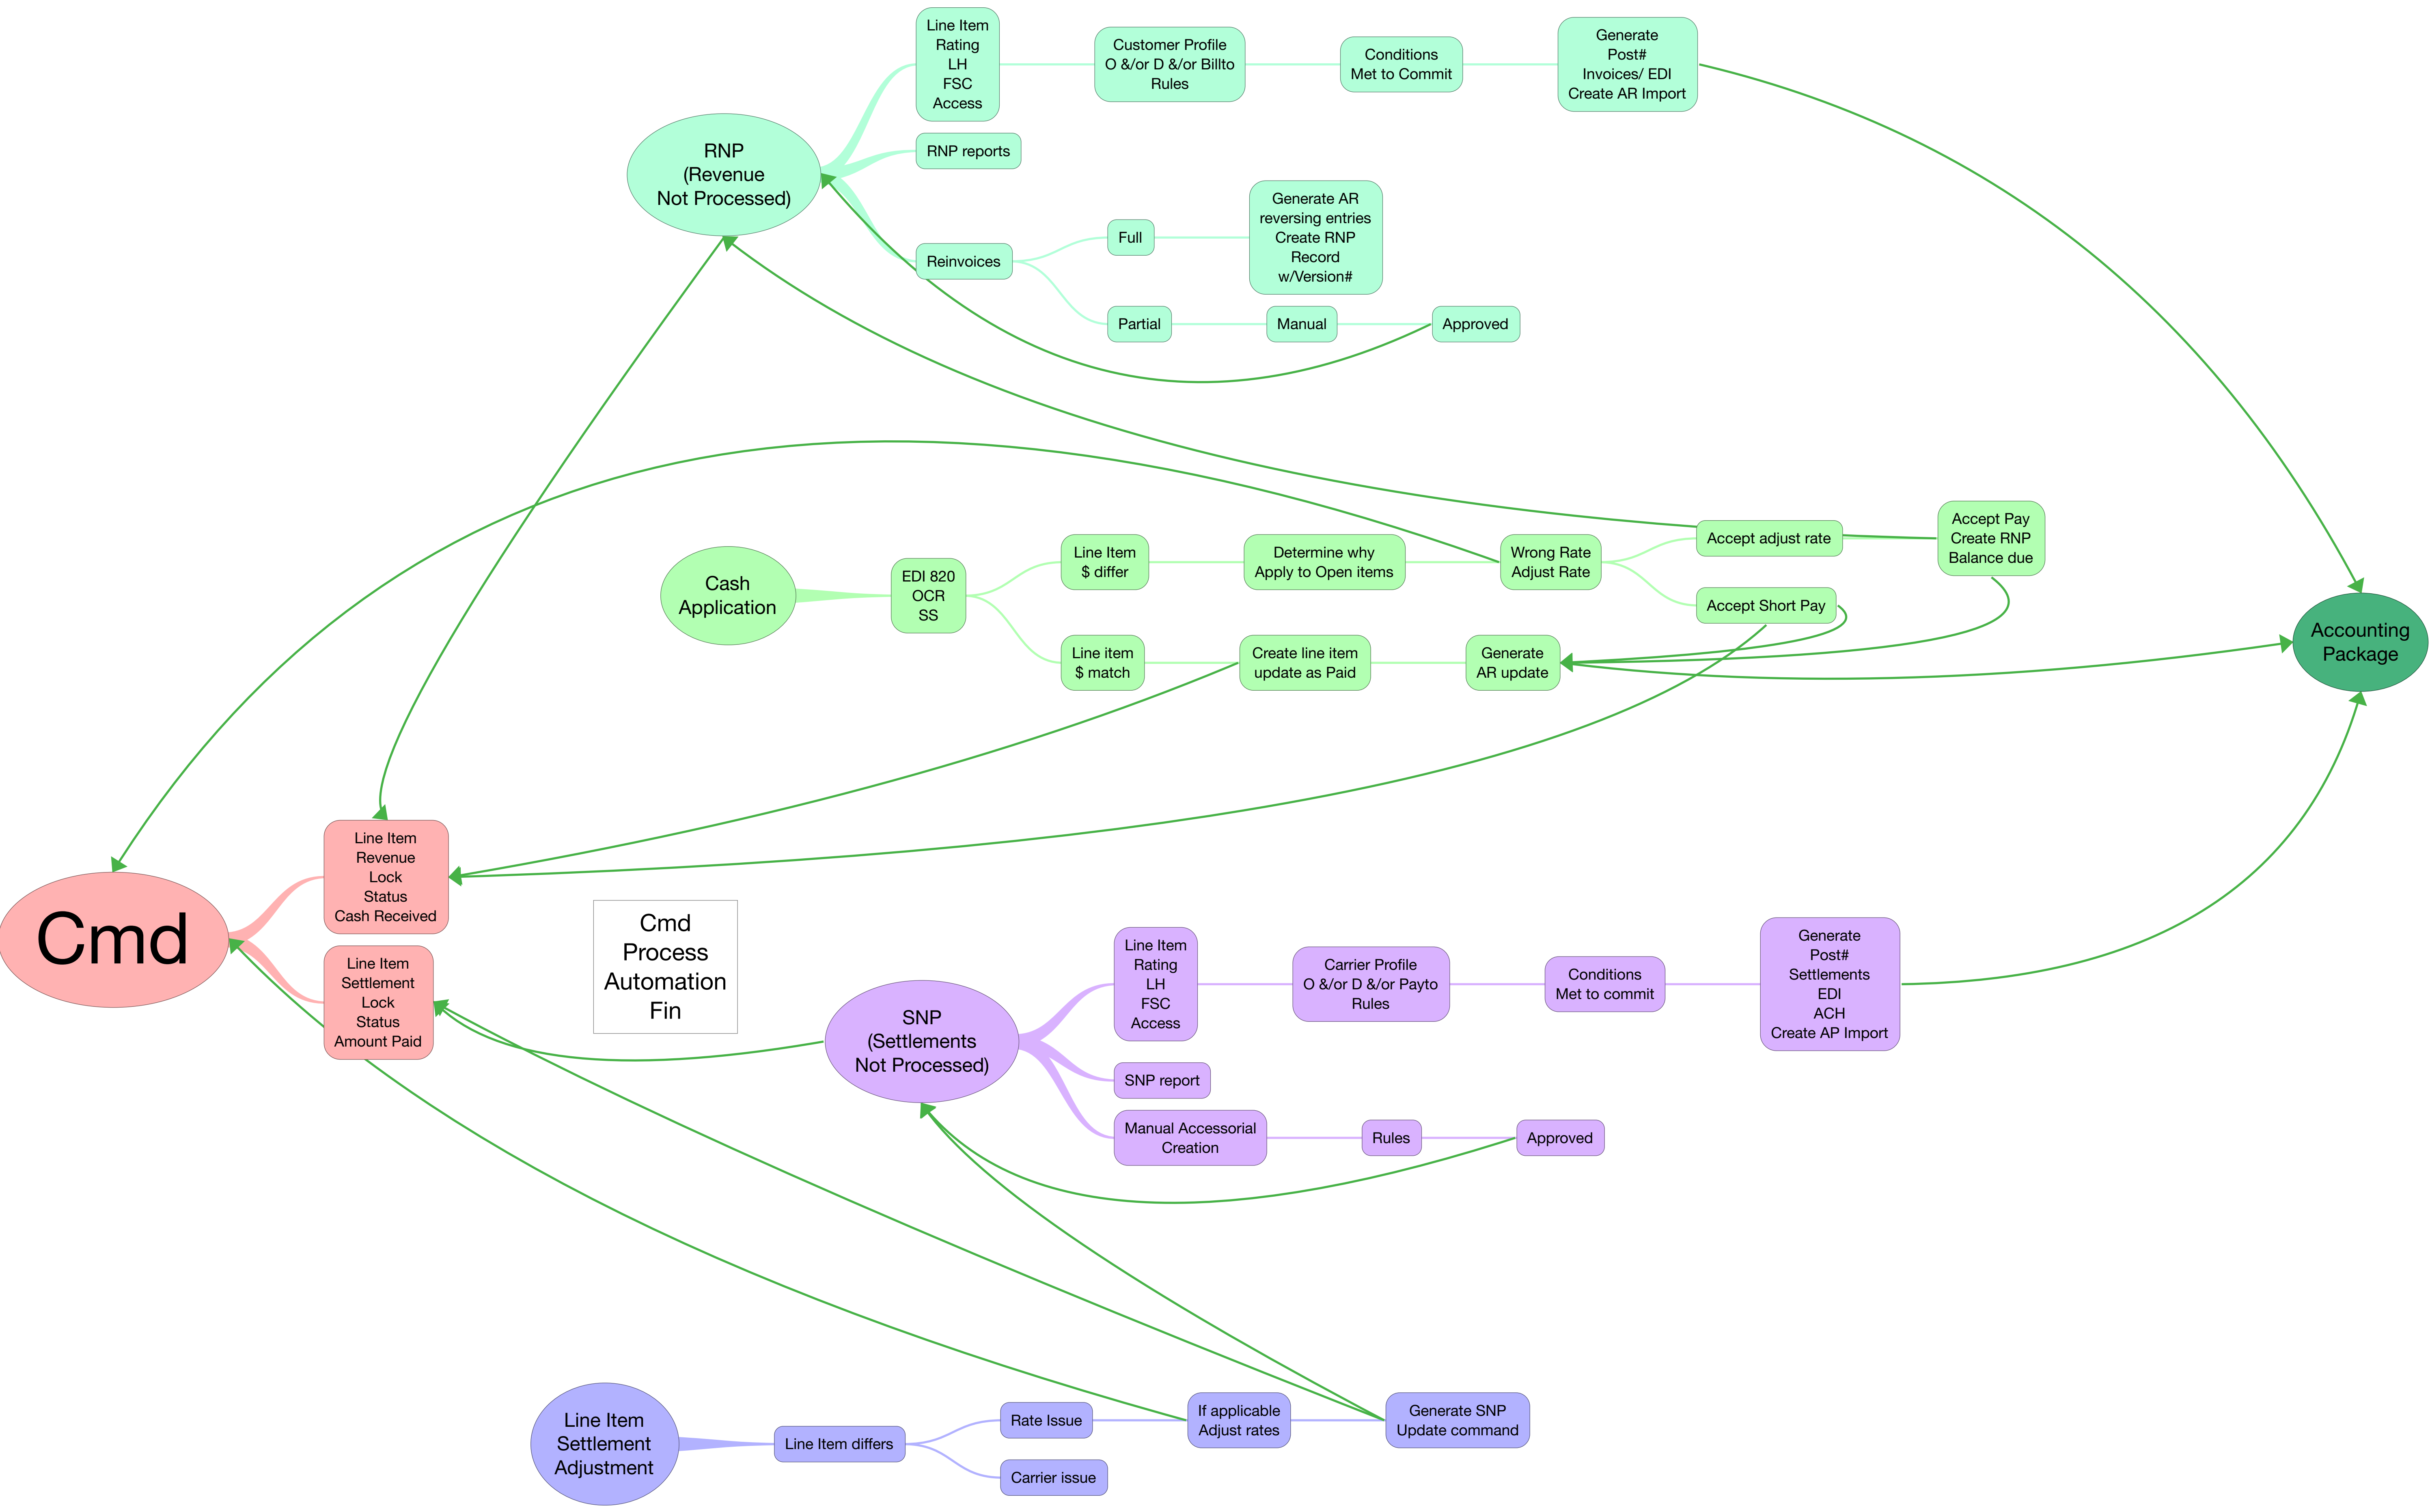 Line Item
Rating
LH
FSC
Access
Customer Profile
O &/or D &/or Billto
Rules
Conditions
Met to Commit
Generate
Post#
Invoices/ EDI
Create AR Import
RNP
(Revenue
Not Processed)
RNP reports
Reinvoices
Full
Generate AR
reversing entries
Create RNP
Record
w/Version#
Partial
Manual
Approved
Cash
Application
EDI 820
OCR
SS
Line Item
$ differ
Determine why
Apply to Open items
Wrong Rate
Adjust Rate
Accept adjust rate
Accept Pay
Create RNP
Balance due
Accept Short Pay
Line item
$ match
Create line item
update as Paid
Generate
AR update
Accounting
Package
Cmd
Line Item
Revenue
Lock
Status
Cash Received
Line Item
Settlement
Lock
Status
Amount Paid
Cmd
Process
Automation
Fin
SNP
(Settlements
Not Processed)
Line Item
Rating
LH
FSC
Access
Carrier Profile
O &/or D &/or Payto
Rules
Conditions
Met to commit
Generate
Post#
Settlements
EDI
ACH
Create AP Import
SNP report
Manual Accessorial
Creation
Rules
Approved
Line Item
Settlement
Adjustment
Line Item differs
Rate Issue
If applicable
Adjust rates
Generate SNP
Update command
Carrier issue